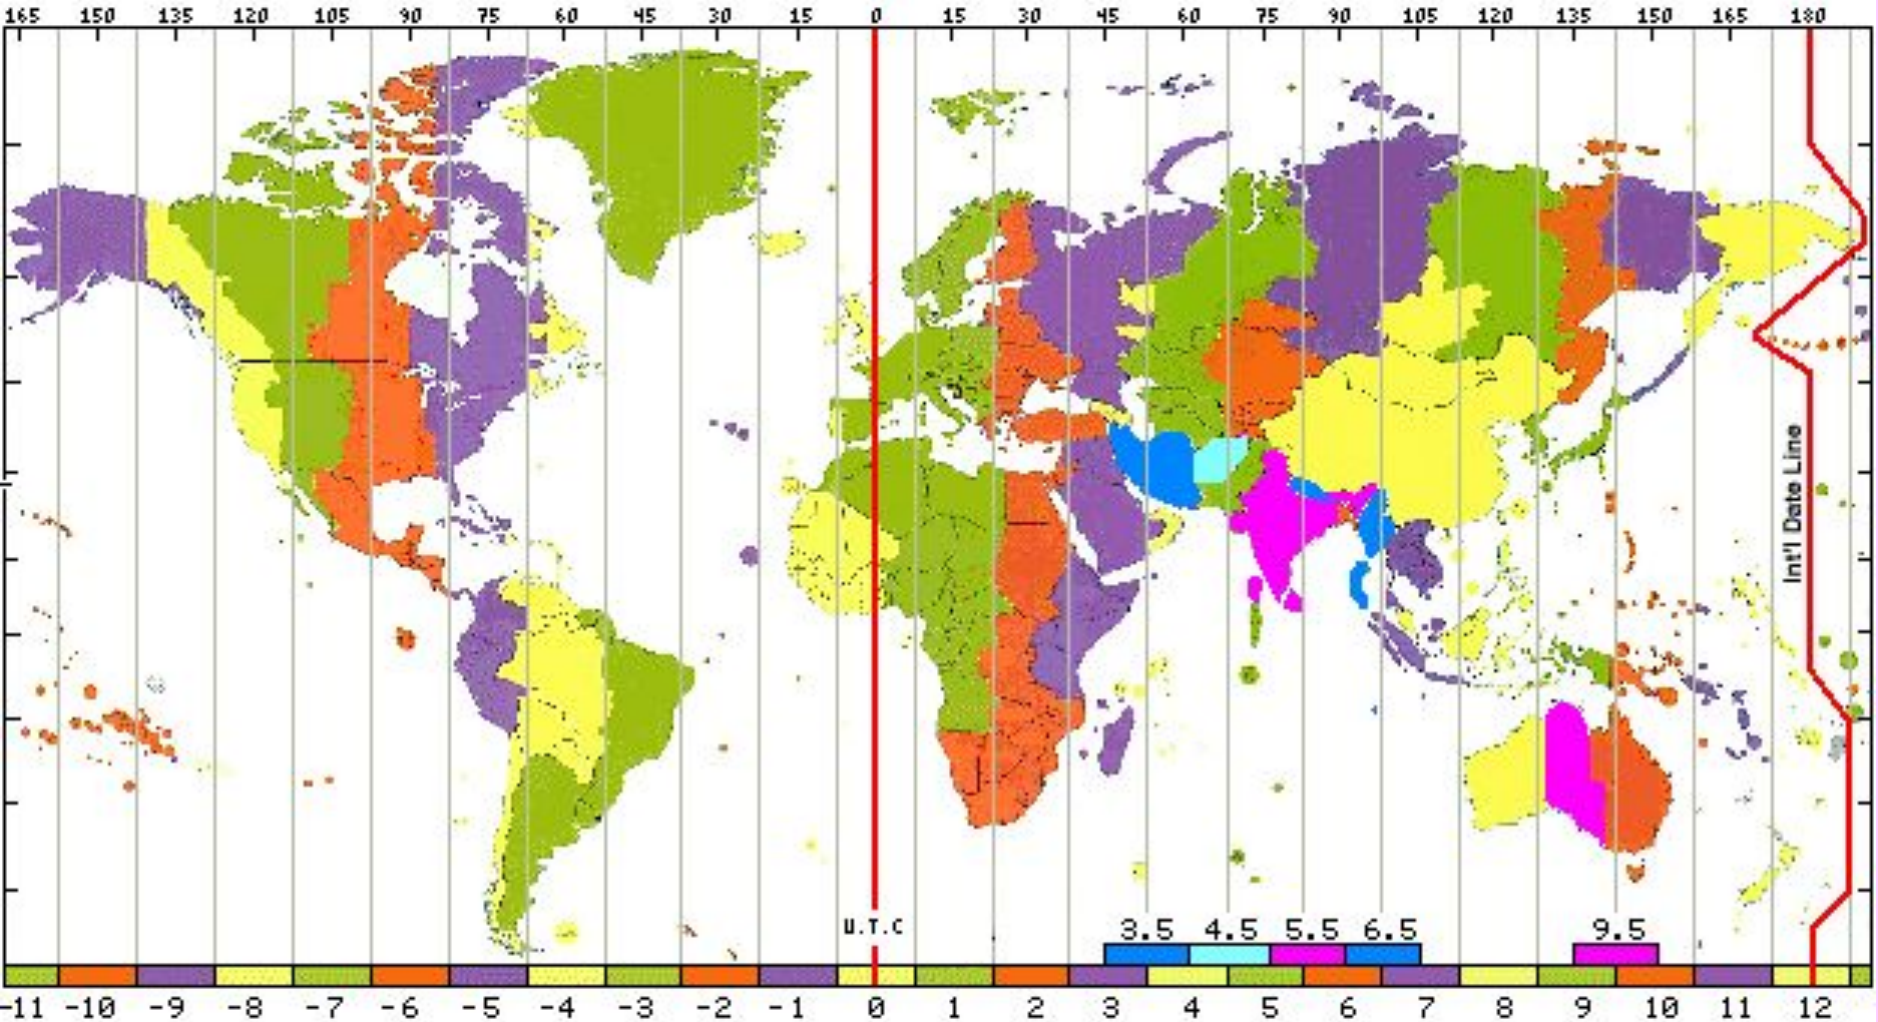 165 150 135 120 105 90 75 60 45 30 15 0 15 30 45 60 75 90 105 120 135 150 165 180
Int'l Date Line
U.T.C
3.5 4.5 5.5 6.5 9.5
-11 -10 -9 -8 -7 -6 -5 -4 -3 -2 -1 0 1 2 3 4 5 6 7 8 9 10 11 12